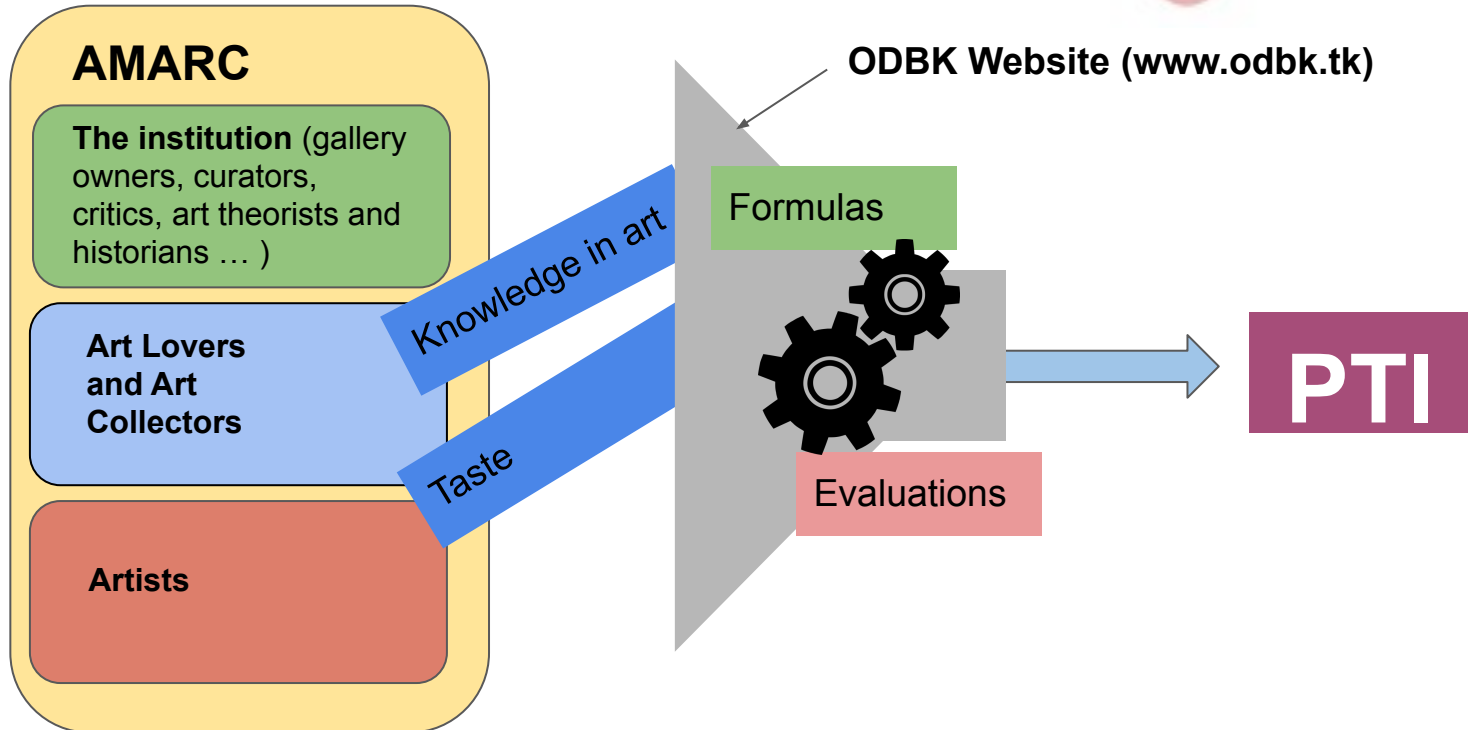 AMARC
The institution (gallery
owners, curators,
critics, art theorists and
historians … )
Art Lovers
and Art
Collectors
Artists
Knowledge in art
Taste
ODBK Website (www.odbk.tk)
Formulas
Evaluations
PTI